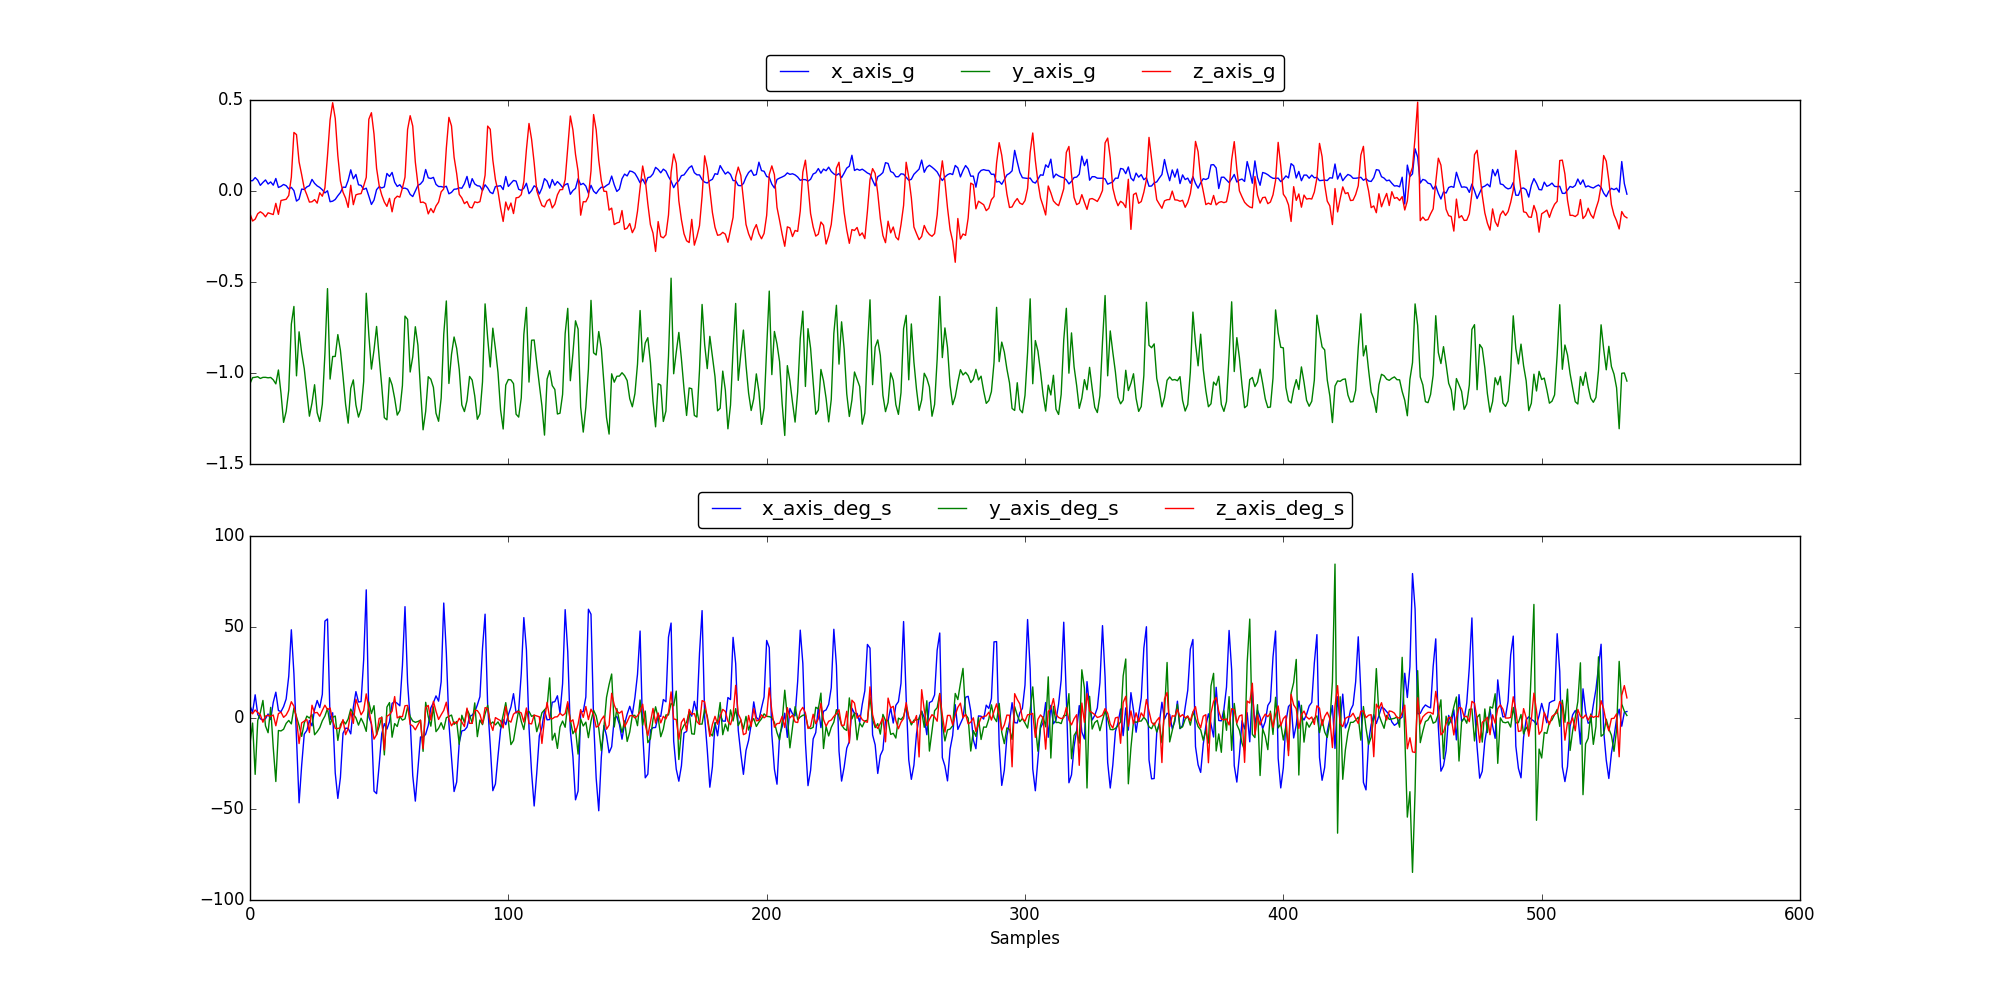 x_axis_g y_axis_g z_axis_g
0.5
0.0
−0.5
−1.0
−1.5
x_axis_deg_s y_axis_deg_s z_axis_deg_s
100
50
0
−50
−100
0 100 200 300 400 500 600
Samples